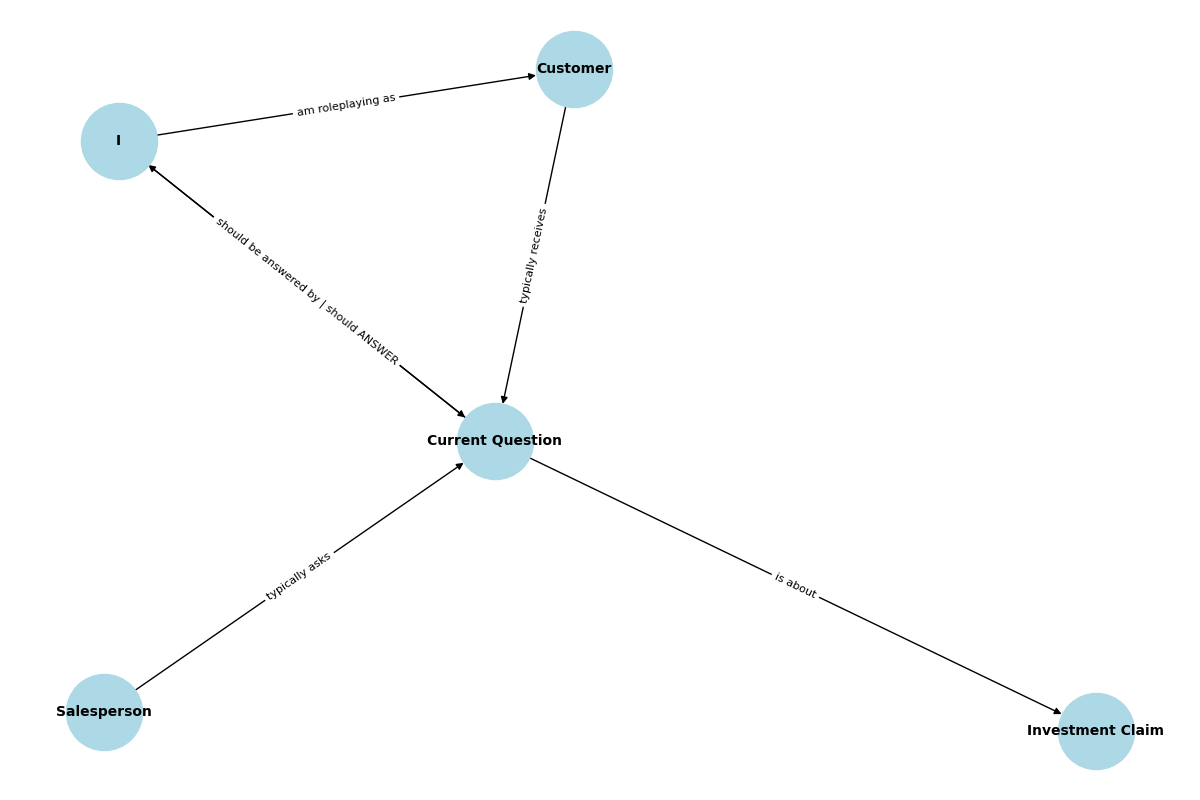 Customer
am roleplaying as
I
should be answered by | should ANSWER
typically receives
Current Question
typically asks
is about
Salesperson
Investment Claim